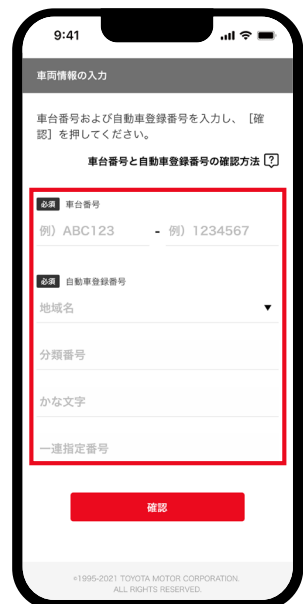 9:41
車両情報の入力
車台番号および自動車登録番号を入力し、［確
認］を押してください。
車台番号と自動車登録番号の確認方法 ?
必須 車台番号
例）ABC123 - 例）1234567
必須 自動車登録番号
地域名 ▼
分類番号
かな文字
一連指定番号
確認
©1995-2021 TOYOTA MOTOR CORPORATION.
ALL RIGHTS RESERVED.